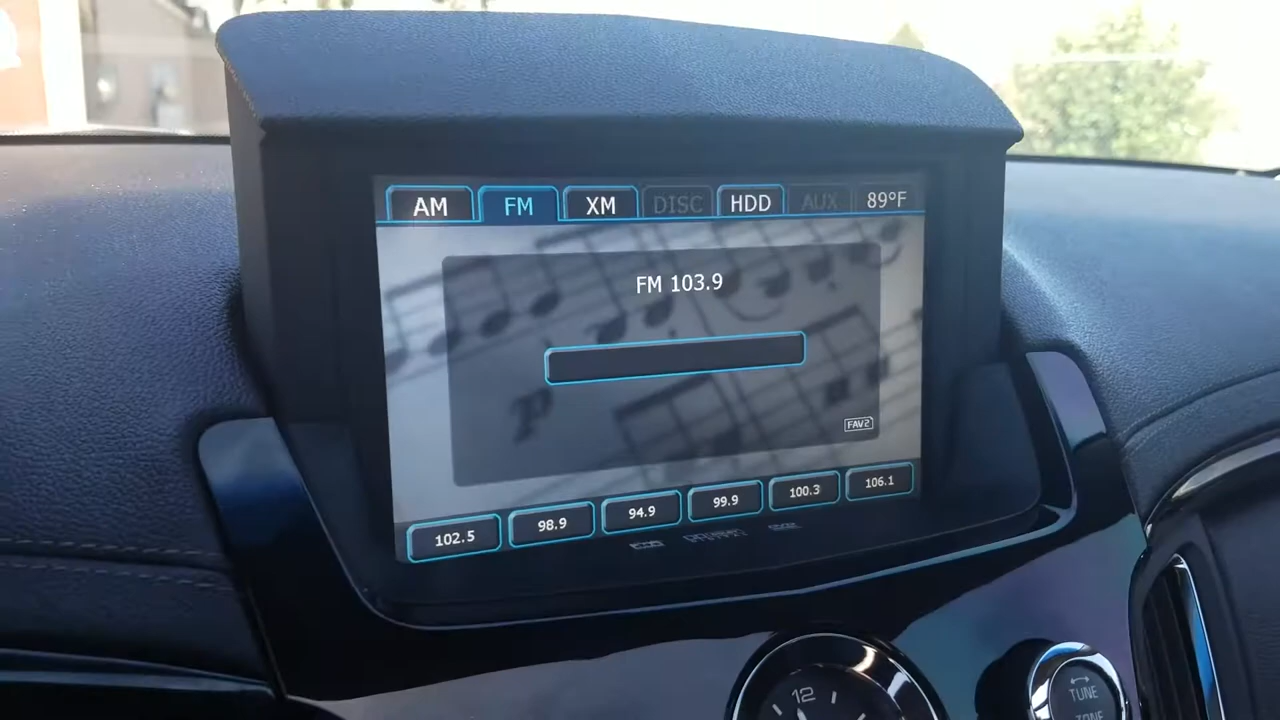 AM FM XM DISC HDD AUX 89°F
FM 103.9
FAV2
102.5 98.9 94.9 99.9 100.3 106.1
12
TUNE
ZONE